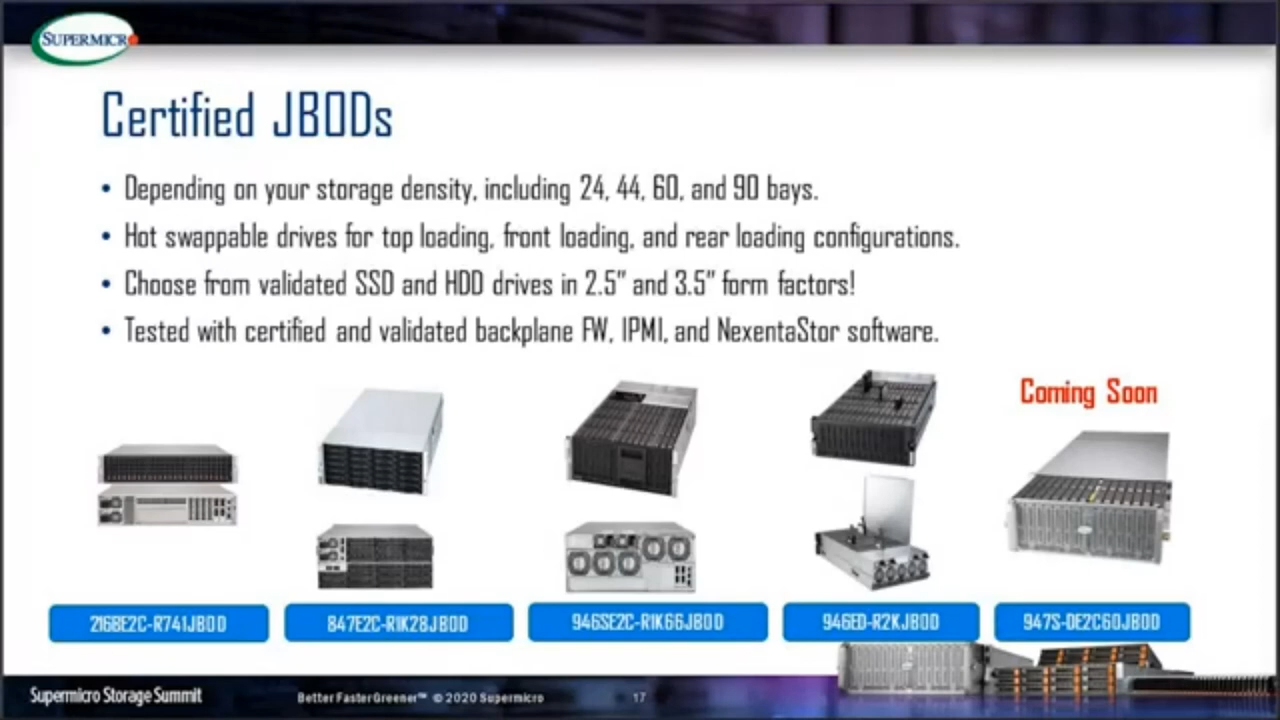 SUPERMICR
Certified JBODs
• Depending on your storage density, including 24, 44, 60, and 90 bays.
• Hot swappable drives for top loading, front loading, and rear loading configurations.
• Choose from validated SSD and HDD drives in 2.5” and 3.5” form factors!
• Tested with certified and validated backplane FW, IPMI, and NexentaStor software.
Coming Soon
216BE2C-R741JBOD
847E2C-R1K28JBOD
946SE2C-R1K66JBOD
946ED-R2KJBOD
947S-DE2C60JBOD
Supermicro Storage Summit
Better Faster Greener™ © 2020 Supermicro
17